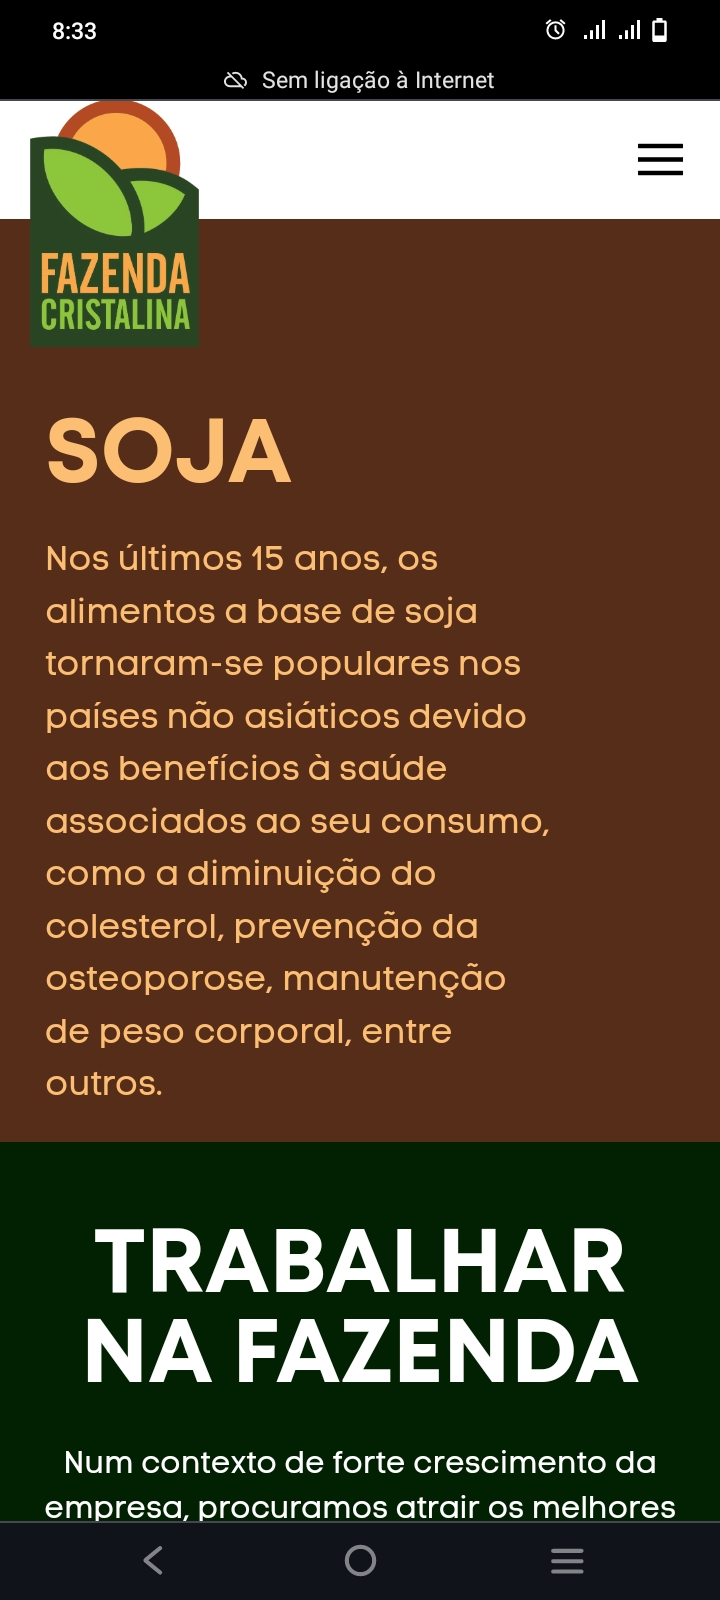 8:33
Sem ligação à Internet
FAZENDA
CRISTALINA
SOJA
Nos últimos 15 anos, os
alimentos a base de soja
tornaram-se populares nos
países não asiáticos devido
aos benefícios à saúde
associados ao seu consumo,
como a diminuição do
colesterol, prevenção da
osteoporose, manutenção
de peso corporal, entre
outros.
TRABALHAR
NA FAZENDA
Num contexto de forte crescimento da
empresa, procuramos atrair os melhores